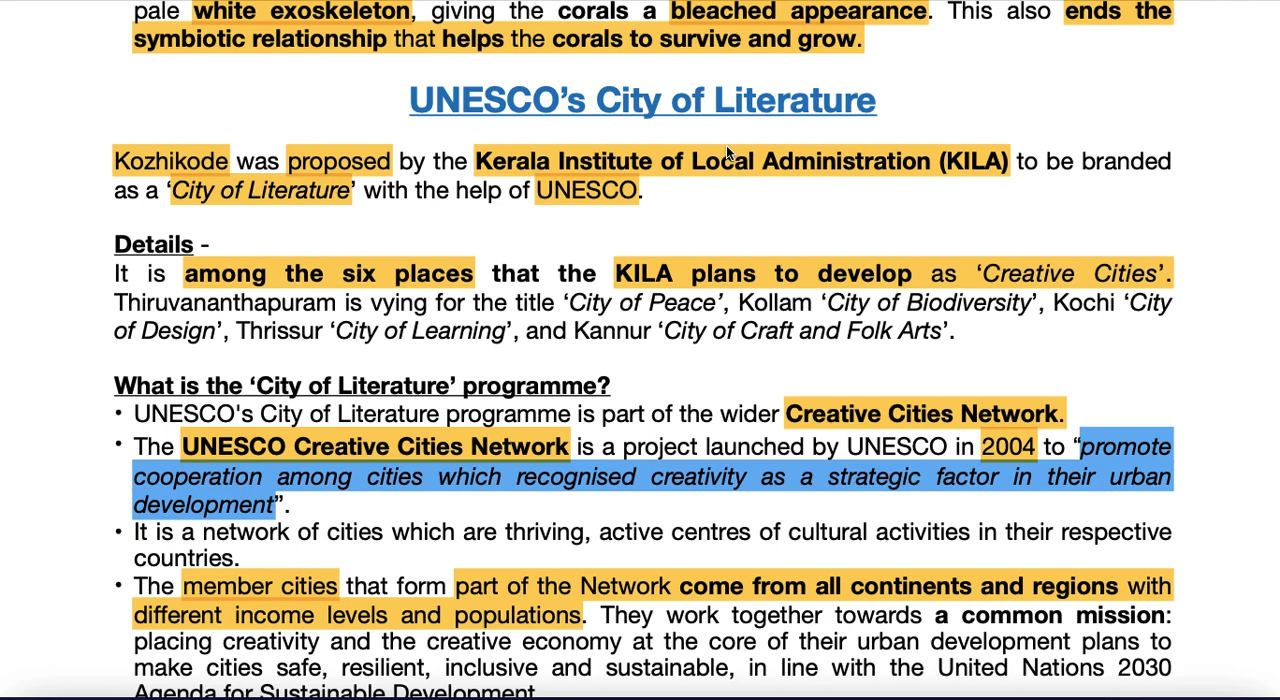 pale white exoskeleton, giving the corals a bleached appearance. This also ends the
symbiotic relationship that helps the corals to survive and grow.
UNESCO’s City of Literature
Kozhikode was proposed by the Kerala Institute of Local Administration (KILA) to be branded
as a ‘City of Literature’ with the help of UNESCO.
Details -
It is among the six places that the KILA plans to develop as ‘Creative Cities’.
Thiruvananthapuram is vying for the title ‘City of Peace’, Kollam ‘City of Biodiversity’, Kochi ‘City
of Design’, Thrissur ‘City of Learning’, and Kannur ‘City of Craft and Folk Arts’.
What is the ‘City of Literature’ programme?
• UNESCO's City of Literature programme is part of the wider Creative Cities Network.
• The UNESCO Creative Cities Network is a project launched by UNESCO in 2004 to “promote
cooperation among cities which recognised creativity as a strategic factor in their urban
development”.
• It is a network of cities which are thriving, active centres of cultural activities in their respective
countries.
• The member cities that form part of the Network come from all continents and regions with
different income levels and populations. They work together towards a common mission:
placing creativity and the creative economy at the core of their urban development plans to
make cities safe, resilient, inclusive and sustainable, in line with the United Nations 2030
Agenda for Sustainable Development.